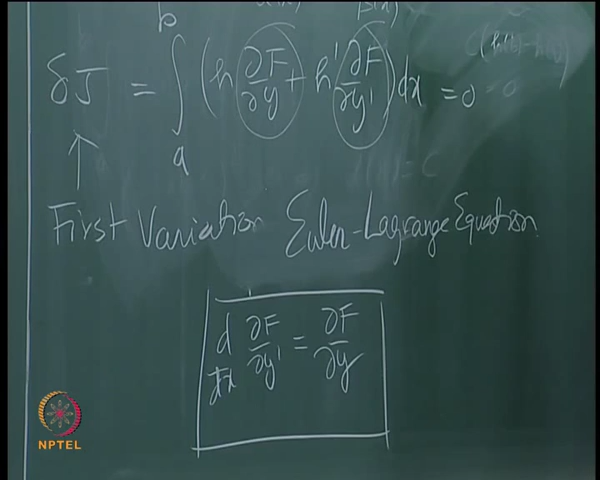 b α(x) β(x)
δJ = ∫ (h ∂F/∂y + h' ∂F/∂y') dx = 0
a
First Variation Euler-Lagrange Equation
d/dx ∂F/∂y' = ∂F/∂y
NPTEL